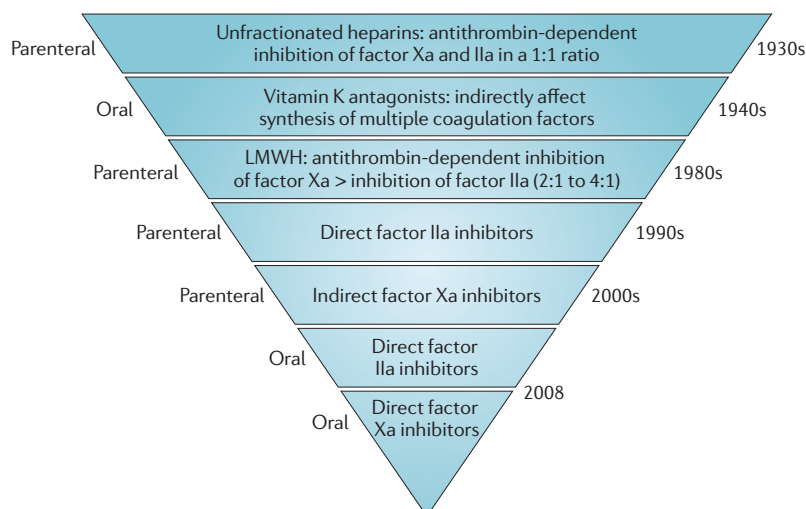 Unfractionated heparins: antithrombin-dependent
inhibition of factor Xa and IIa in a 1:1 ratio
Parenteral
1930s
Vitamin K antagonists: indirectly affect
synthesis of multiple coagulation factors
Oral
1940s
LMWH: antithrombin-dependent inhibition
of factor Xa > inhibition of factor IIa (2:1 to 4:1)
Parenteral
1980s
Parenteral
Direct factor IIa inhibitors
1990s
Parenteral
Indirect factor Xa inhibitors
2000s
Oral
Direct factor
IIa inhibitors
2008
Oral
Direct factor
Xa inhibitors